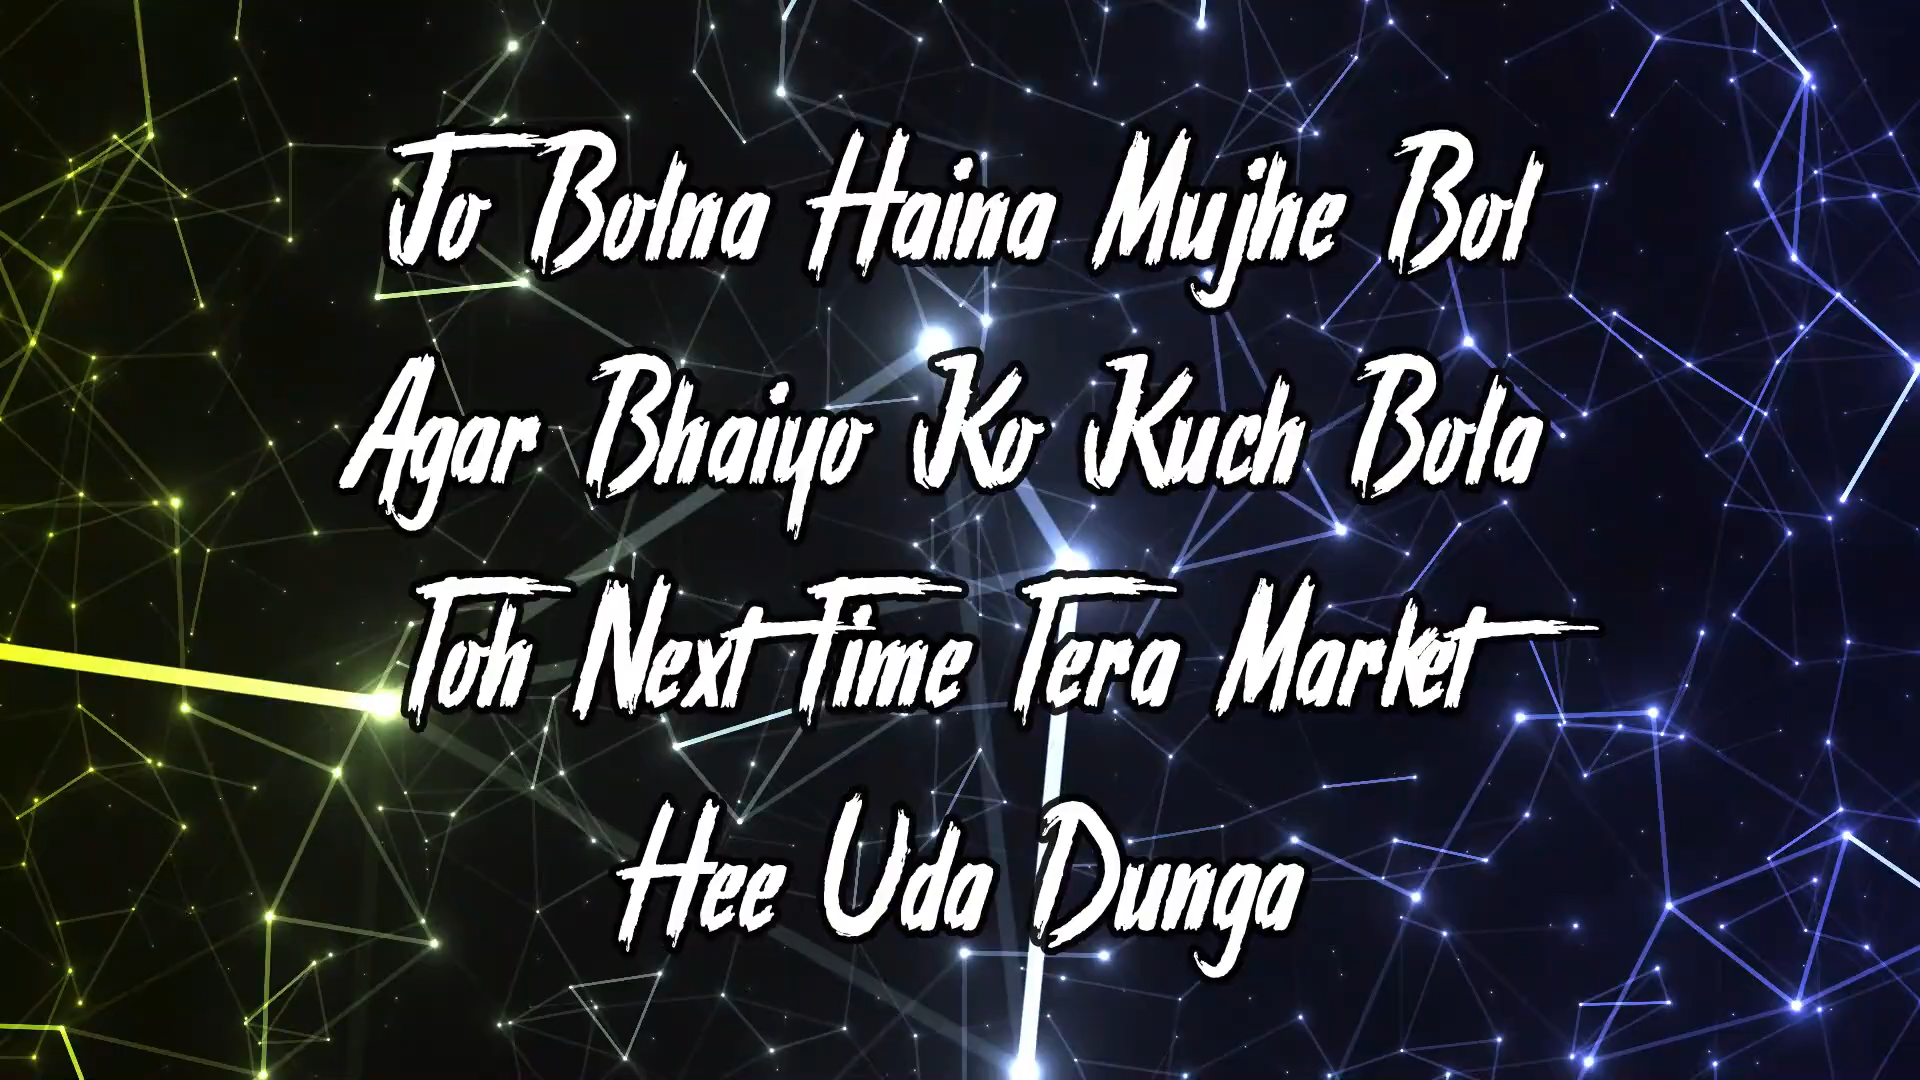 Jo Bolna Haina Mujhe Bol
Agar Bhaiyo Ko Kuch Bola
Toh Next Time Tera Market
Hee Uda Dunga